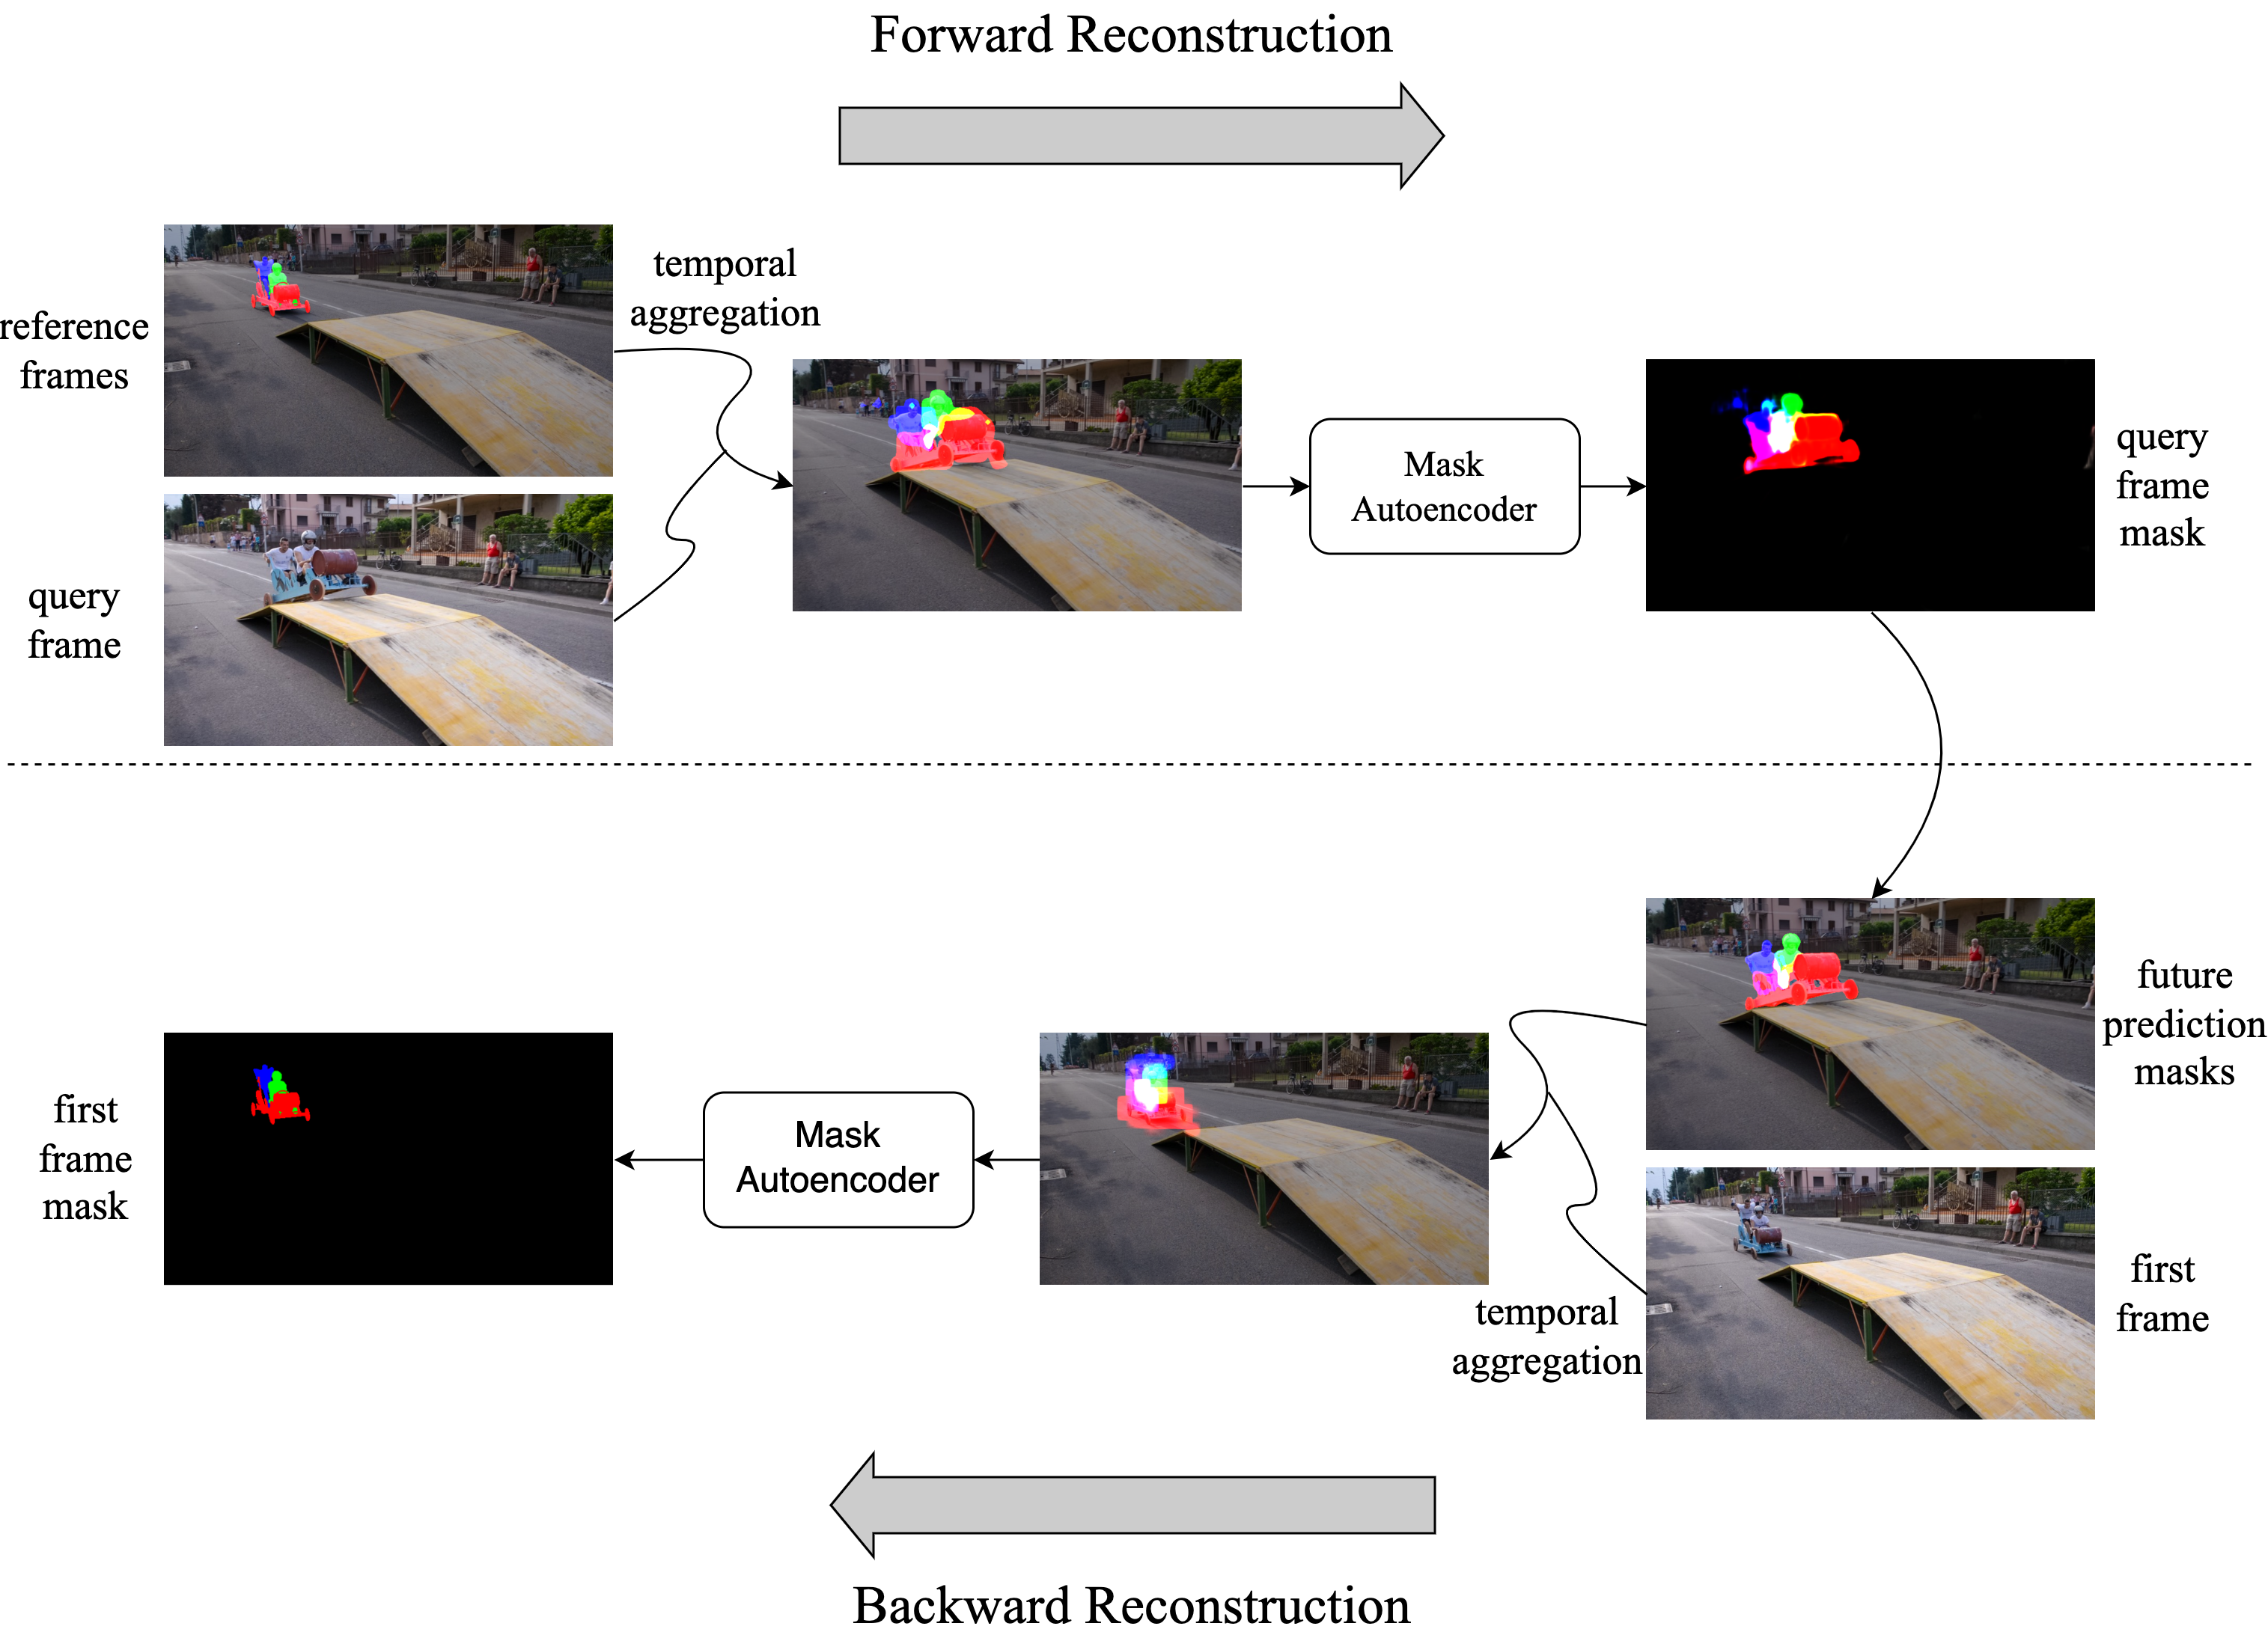 Forward Reconstruction
reference
frames
temporal
aggregation
query
frame
Mask
Autoencoder
query
frame
mask
future
prediction
masks
first
frame
temporal
aggregation
Mask
Autoencoder
first
frame
mask
Backward Reconstruction